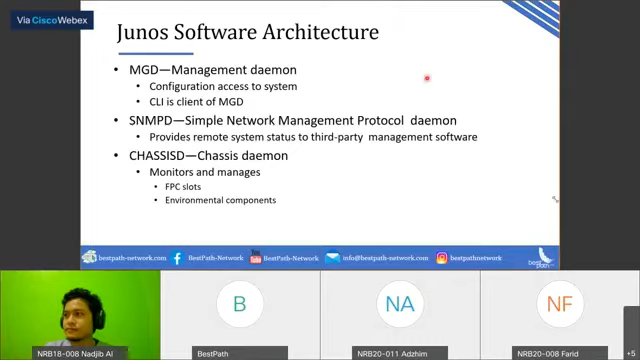 Via Cisco Webex
Junos Software Architecture
• MGD—Management daemon
• Configuration access to system
• CLI is client of MGD
• SNMPD—Simple Network Management Protocol daemon
• Provides remote system status to third-party management software
• CHASSISD—Chassis daemon
• Monitors and manages
• FPC slots
• Environmental components
bestpath-network.com BestPath-Network BestPath-Network info@bestpath-network.com bestpathnetwork
best path
B
NA
NF
NRB18-008 Nadjib Al
BestPath
NRB20-011 Adzhim
NRB20-008 Farid
+5